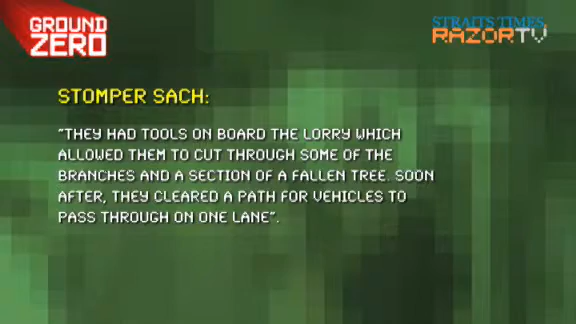 GROUND
ZERO
STRAITS TIMES
RAZORTV
STOMPER SACH:
"THEY HAD TOOLS ON BOARD THE LORRY WHICH
ALLOWED THEM TO CUT THROUGH SOME OF THE
BRANCHES AND A SECTION OF A FALLEN TREE. SOON
AFTER, THEY CLEARED A PATH FOR VEHICLES TO
PASS THROUGH ON ONE LANE".